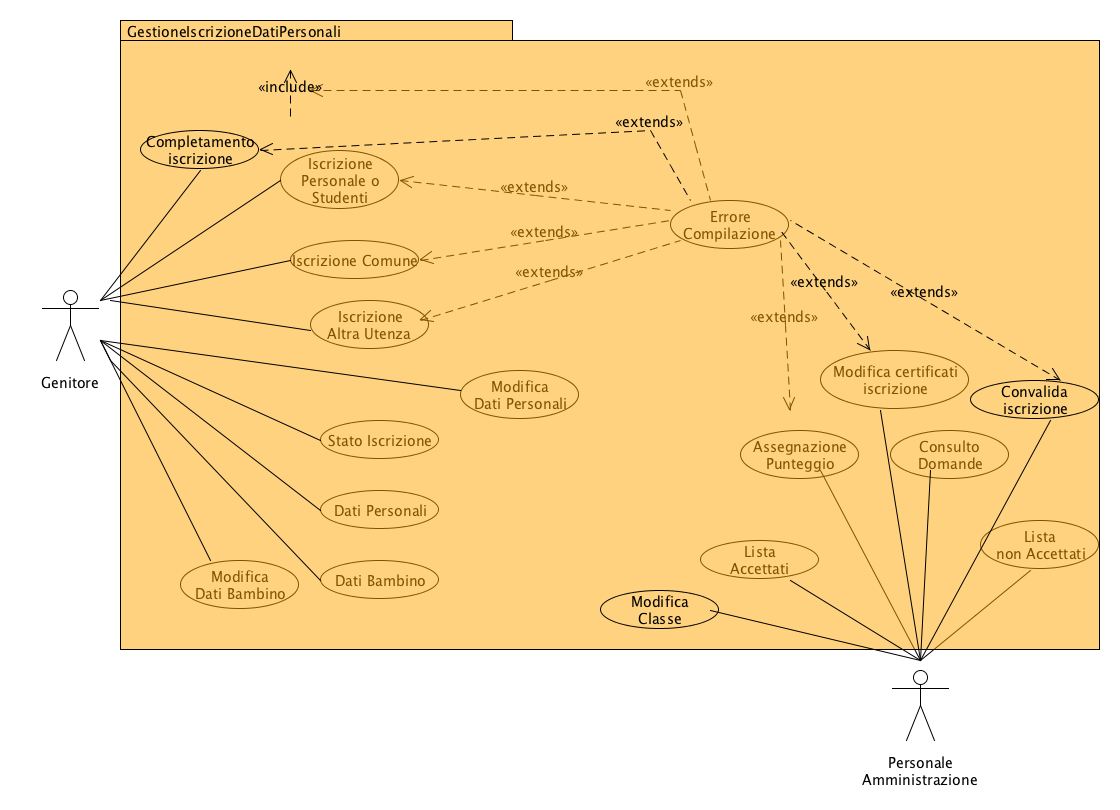 GestioneIscrizioneDatiPersonali
«extends»
«include»
«extends»
Completamento
iscrizione
Iscrizione
Personale o
Studenti
«extends»
Errore
Compilazione
«extends»
Iscrizione Comune
«extends»
«extends»
«extends»
Iscrizione
Altra Utenza
«extends»
Genitore
Modifica
Dati Personali
Modifica certificati
iscrizione
Convalida
iscrizione
Stato Iscrizione
Assegnazione
Punteggio
Consulto
Domande
Dati Personali
Lista
non Accettati
Lista
Accettati
Modifica
Dati Bambino
Dati Bambino
Modifica
Classe
Personale
Amministrazione